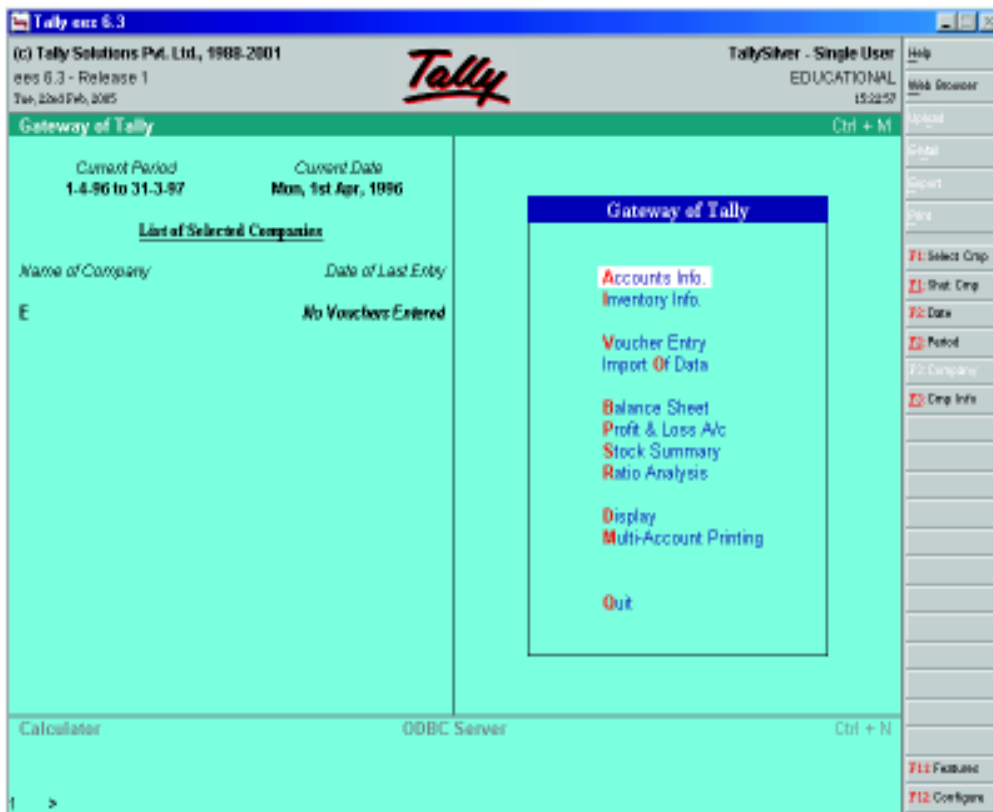 Tally ees 6.3
(c) Tally Solutions Pvt. Ltd., 1988-2001
ees 6.3 - Release 1
Tue, 22nd Feb, 2005
Tally
TallySilver - Single User
EDUCATIONAL
15:22:57
Gateway of Tally Ctrl + M
Current Period Current Date
1-4-96 to 31-3-97 Mon, 1st Apr, 1996
List of Selected Companies
Name of Company Date of Last Entry
E No Vouchers Entered
Gateway of Tally
Accounts Info.
Inventory Info.
Voucher Entry
Import Of Data
Balance Sheet
Profit & Loss A/c
Stock Summary
Ratio Analysis
Display
Multi-Account Printing
Quit
Calculator ODBC Server Ctrl + N
1 >
Help
Web Browser
Upload
E-Mail
Export
Print
F1: Select Cmp
F1: Shut Cmp
F2: Date
F2: Period
F3: Company
F3: Cmp Info
F11: Features
F12: Configure